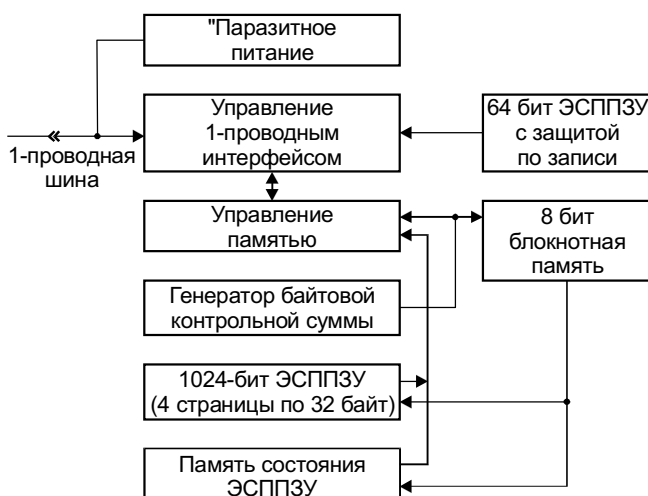 "Паразитное
питание
Управление
1-проводным
интерфейсом
64 бит ЭСППЗУ
с защитой
по записи
1-проводная
шина
Управление
памятью
8 бит
блокнотная
память
Генератор байтовой
контрольной суммы
1024-бит ЭСППЗУ
(4 страницы по 32 байт)
Память состояния
ЭСППЗУ